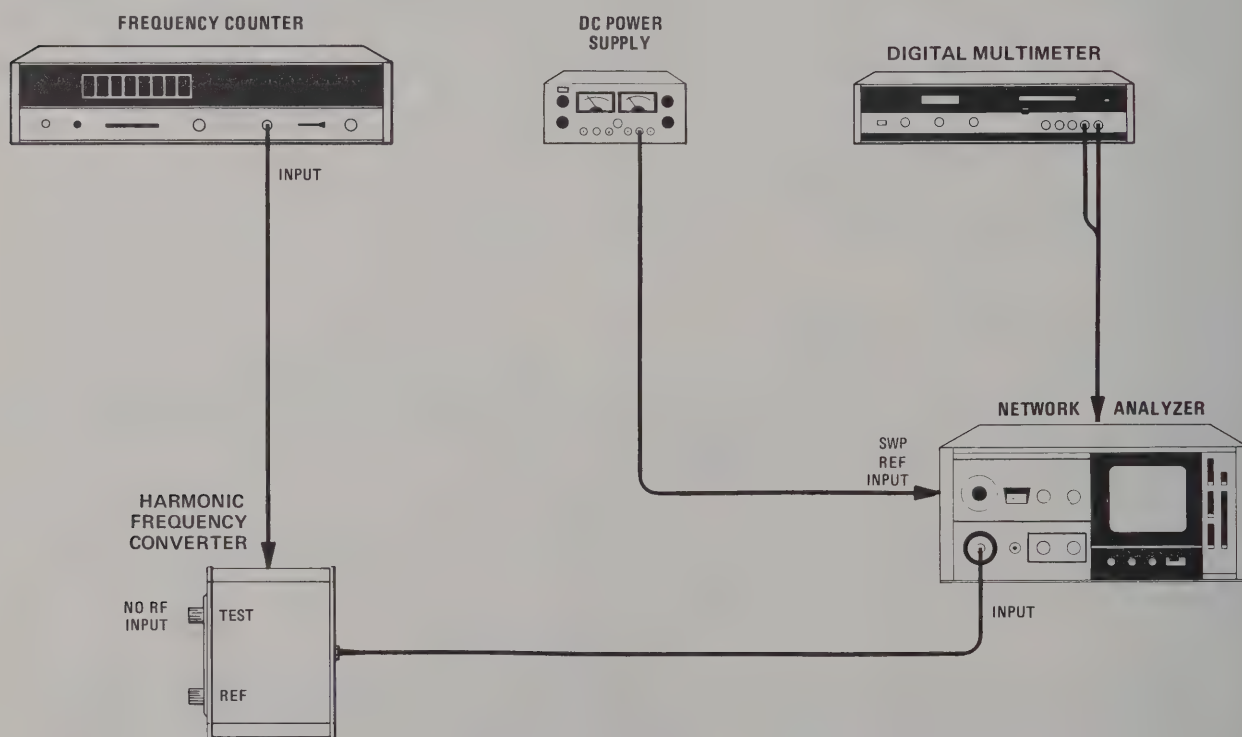 FREQUENCY COUNTER
DC POWER
SUPPLY
DIGITAL MULTIMETER
INPUT
NETWORK ANALYZER
SWP
REF
INPUT
HARMONIC
FREQUENCY
CONVERTER
NO RF
INPUT
TEST
REF
INPUT